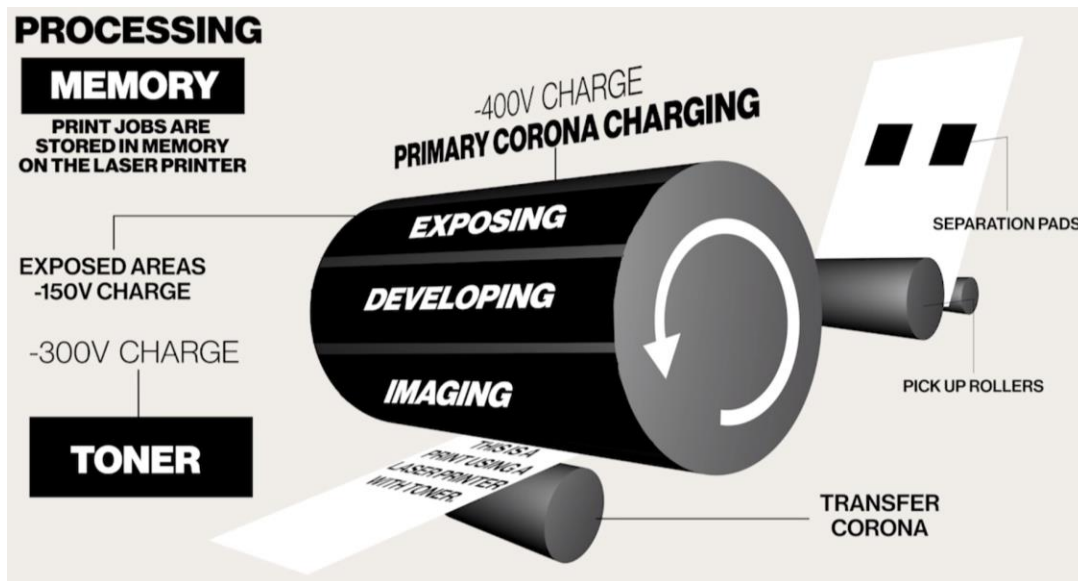 PROCESSING
MEMORY
PRINT JOBS ARE
STORED IN MEMORY
ON THE LASER PRINTER
-400V CHARGE
PRIMARY CORONA CHARGING
EXPOSING
DEVELOPING
IMAGING
EXPOSED AREAS
-150V CHARGE
-300V CHARGE
TONER
THIS IS A
PRINT USING A
LASER PRINTER
WITH TONER.
SEPARATION PADS
PICK UP ROLLERS
TRANSFER
CORONA